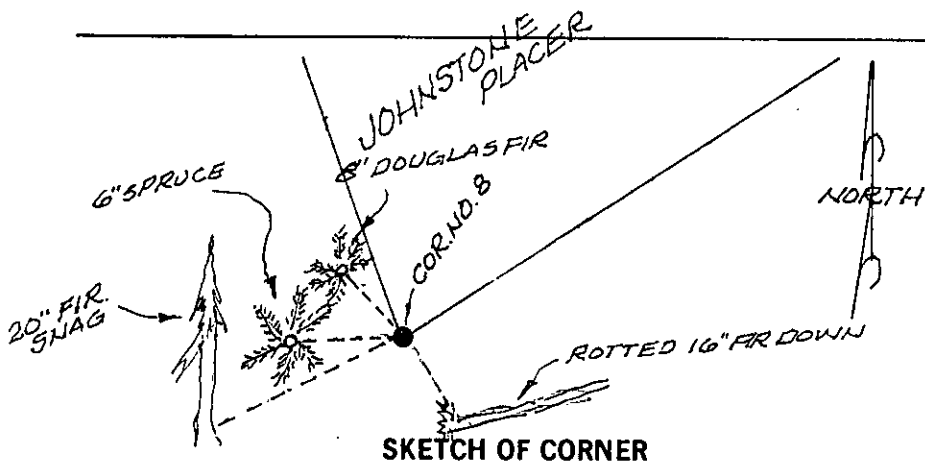 JOHNSTONE
PLACER
8" DOUGLAS FIR
6" SPRUCE
COR. NO. 8
NORTH
20" FIR.
SNAG
ROTTED 16" FIR DOWN
SKETCH OF CORNER